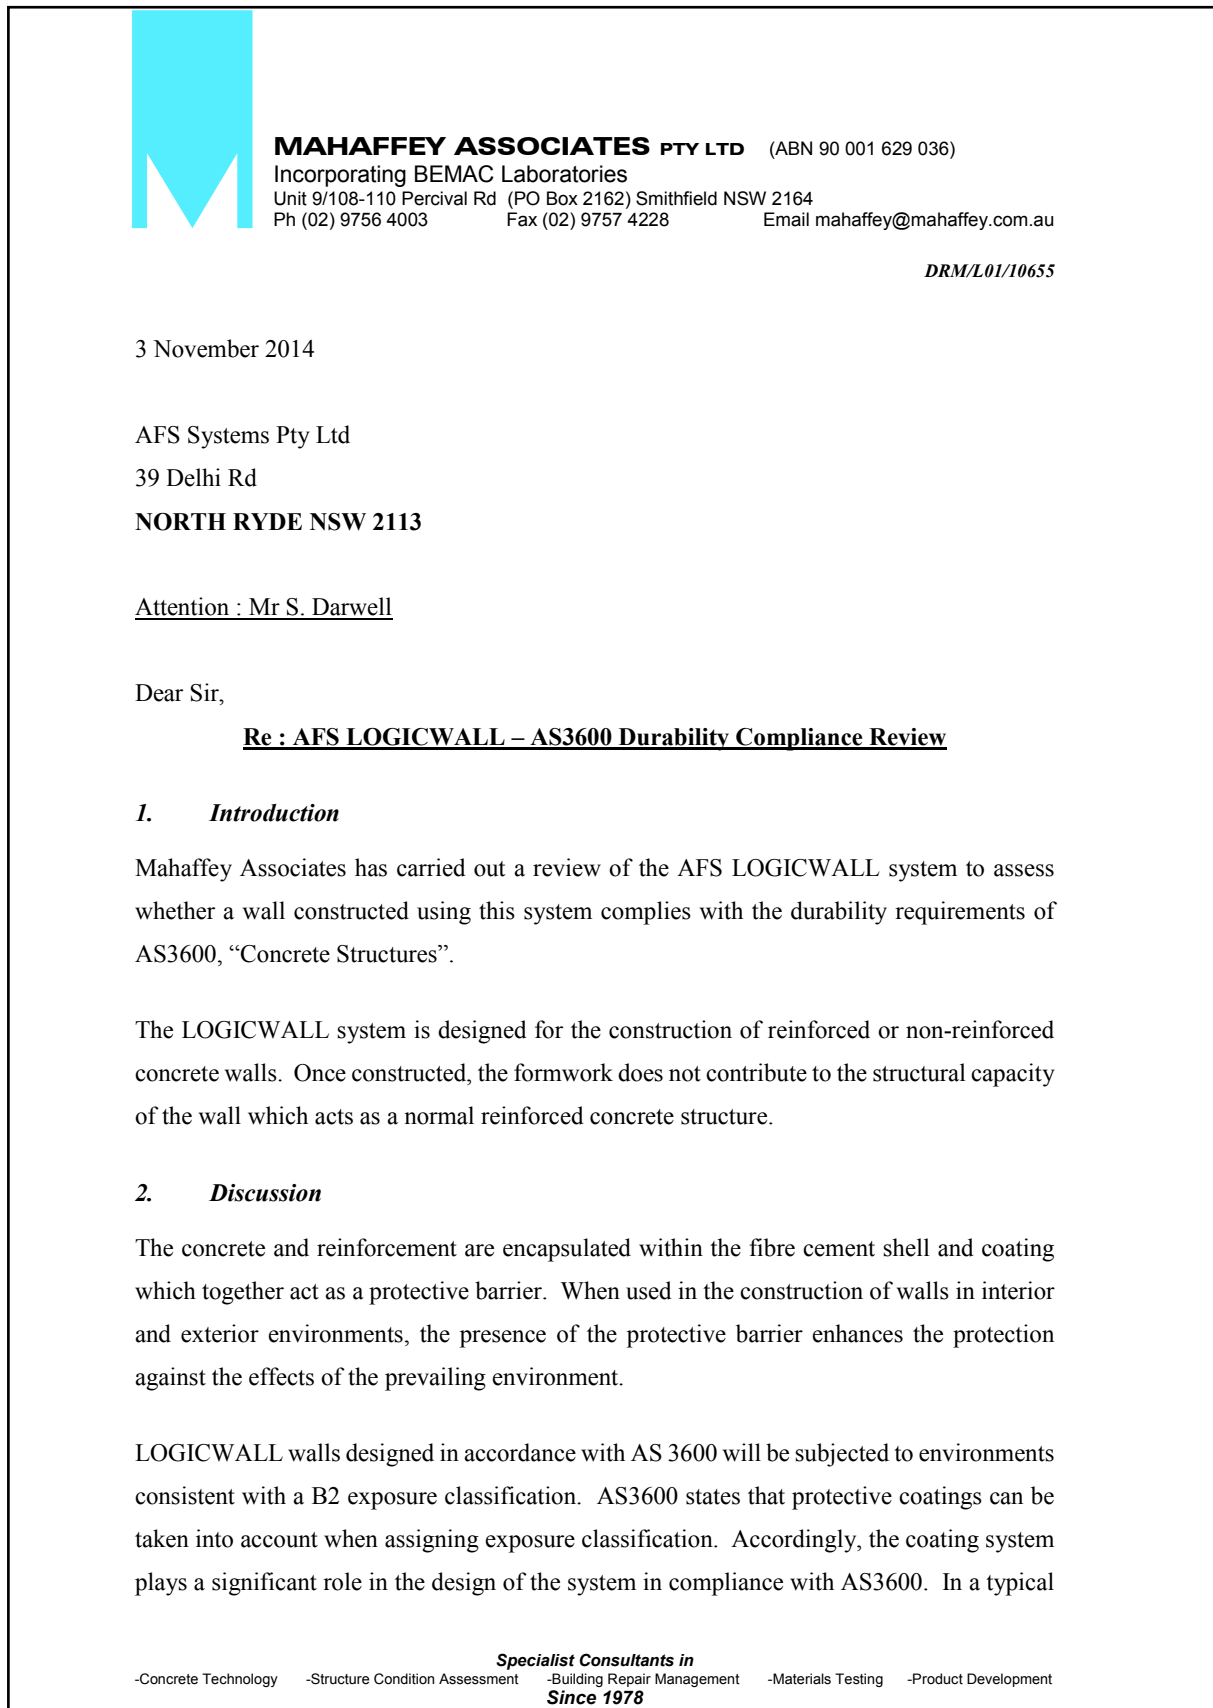 M
MAHAFFEY ASSOCIATES PTY LTD (ABN 90 001 629 036)
Incorporating BEMAC Laboratories
Unit 9/108-110 Percival Rd (PO Box 2162) Smithfield NSW 2164
Ph (02) 9756 4003 Fax (02) 9757 4228 Email mahaffey@mahaffey.com.au
DRM/L01/10655
3 November 2014
AFS Systems Pty Ltd
39 Delhi Rd
NORTH RYDE NSW 2113
Attention : Mr S. Darwell
Dear Sir,
Re : AFS LOGICWALL – AS3600 Durability Compliance Review
1. Introduction
Mahaffey Associates has carried out a review of the AFS LOGICWALL system to assess
whether a wall constructed using this system complies with the durability requirements of
AS3600, “Concrete Structures”.
The LOGICWALL system is designed for the construction of reinforced or non-reinforced
concrete walls. Once constructed, the formwork does not contribute to the structural capacity
of the wall which acts as a normal reinforced concrete structure.
2. Discussion
The concrete and reinforcement are encapsulated within the fibre cement shell and coating
which together act as a protective barrier. When used in the construction of walls in interior
and exterior environments, the presence of the protective barrier enhances the protection
against the effects of the prevailing environment.
LOGICWALL walls designed in accordance with AS 3600 will be subjected to environments
consistent with a B2 exposure classification. AS3600 states that protective coatings can be
taken into account when assigning exposure classification. Accordingly, the coating system
plays a significant role in the design of the system in compliance with AS3600. In a typical
Specialist Consultants in
-Concrete Technology -Structure Condition Assessment -Building Repair Management -Materials Testing -Product Development
Since 1978